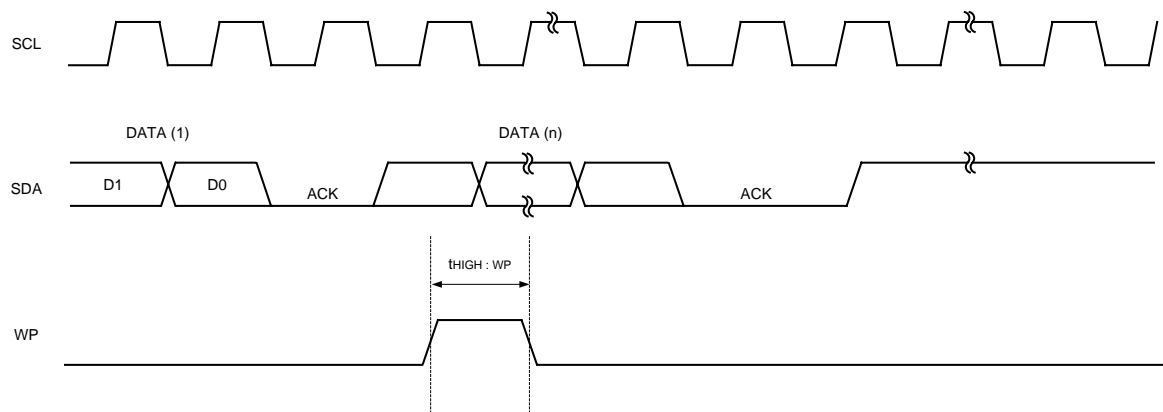 SCL
DATA (1)
DATA (n)
SDA
D1
D0
ACK
ACK
tHIGH : WP
WP